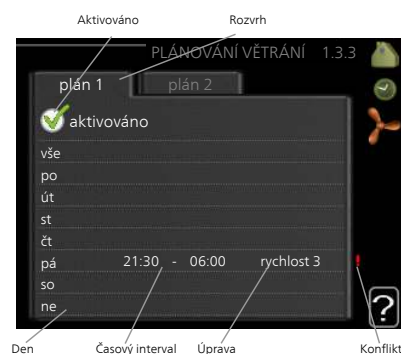 Aktivováno Rozvrh
PLÁNOVÁNÍ VĚTRÁNÍ 1.3.3
plán 1 plán 2
aktivováno
vše
po
út
st
čt
pá 21:30 - 06:00 rychlost 3 !
so
ne
?
Den Časový interval Úprava Konflikt